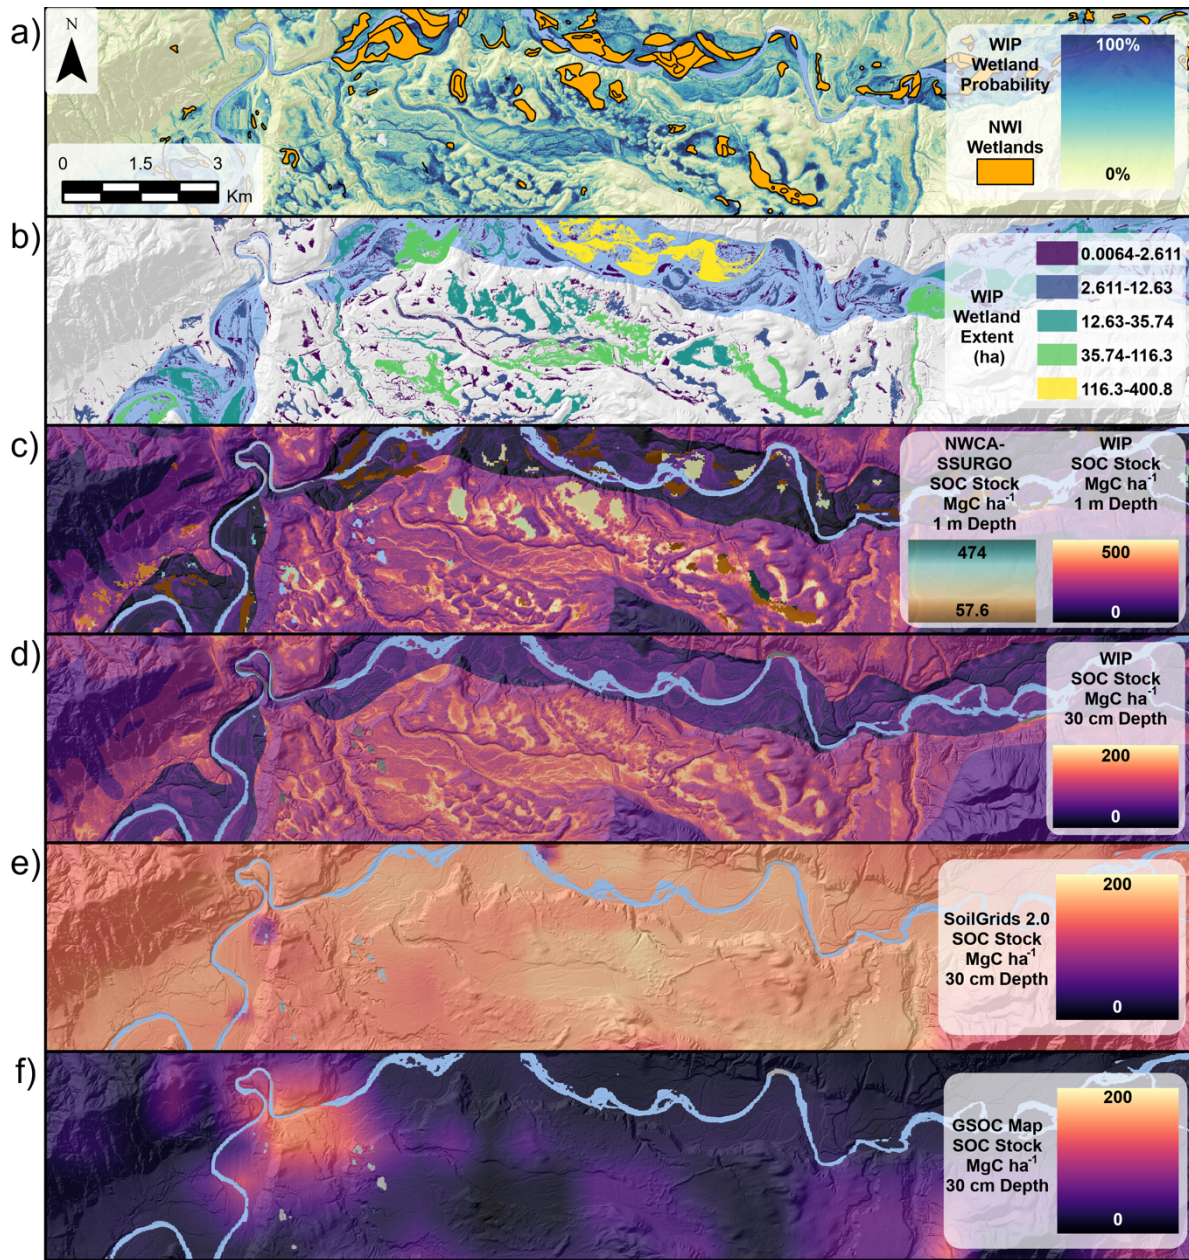 a)
N
0 1.5 3
Km
WIP
Wetland
Probability
100%
0%
NWI
Wetlands
b)
WIP
Wetland
Extent
(ha)
0.0064-2.611
2.611-12.63
12.63-35.74
35.74-116.3
116.3-400.8
c)
NWCA-
SSURGO
SOC Stock
MgC ha-1
1 m Depth
474
57.6
WIP
SOC Stock
MgC ha-1
1 m Depth
500
0
d)
WIP
SOC Stock
MgC ha-1
30 cm Depth
200
0
e)
SoilGrids 2.0
SOC Stock
MgC ha-1
30 cm Depth
200
0
f)
GSOC Map
SOC Stock
MgC ha-1
30 cm Depth
200
0